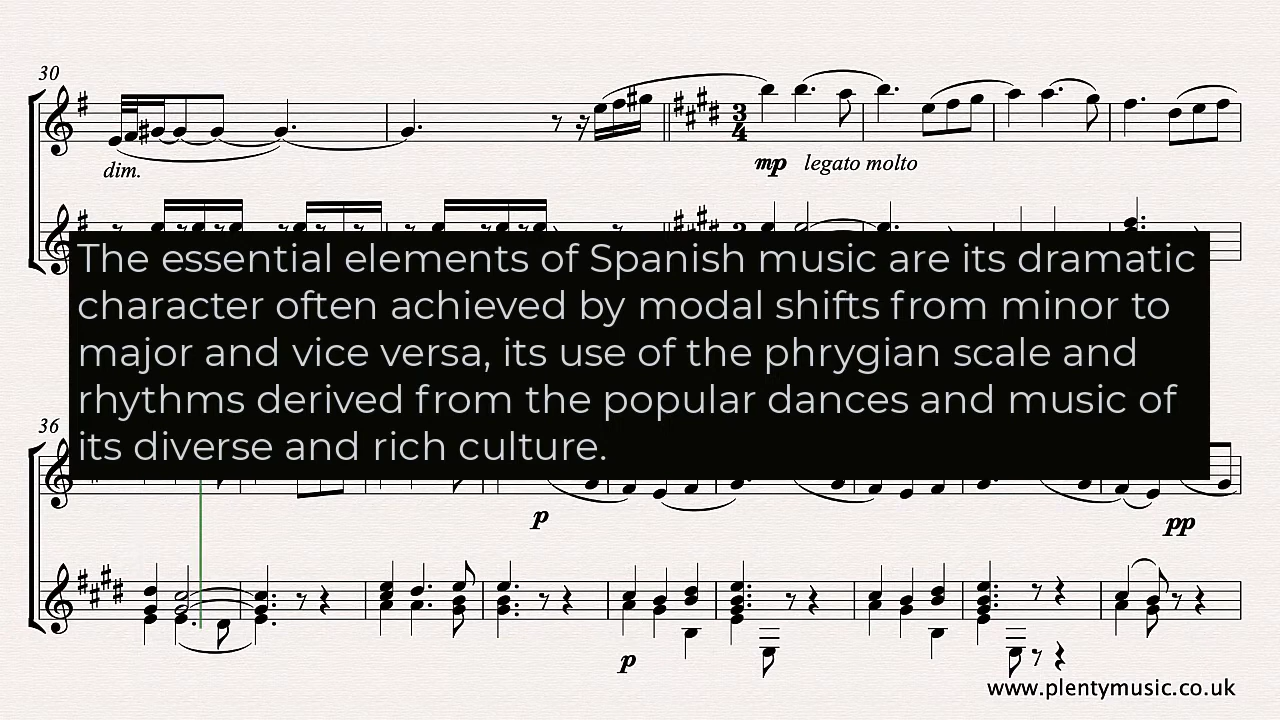 30
dim.
3
4
mp legato molto
The essential elements of Spanish music are its dramatic
character often achieved by modal shifts from minor to
major and vice versa, its use of the phrygian scale and
rhythms derived from the popular dances and music of
its diverse and rich culture.
36
p
pp
p
www.plentymusic.co.uk